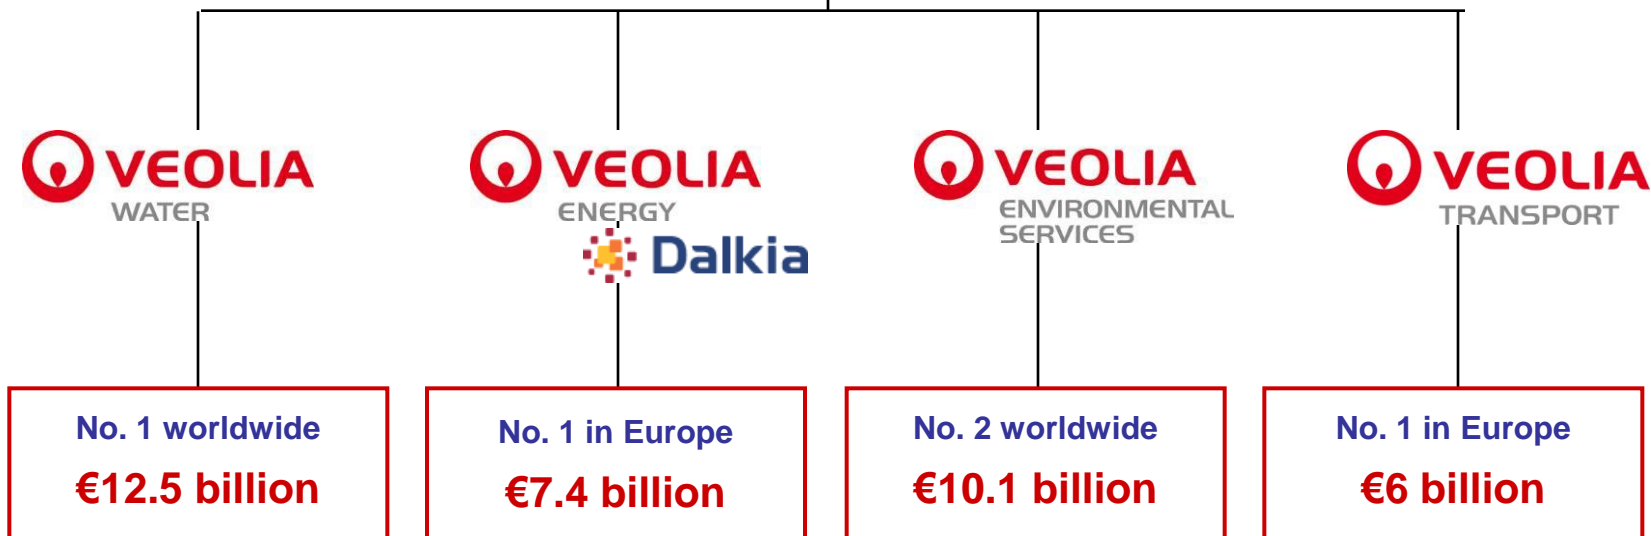 VEOLIA
WATER
VEOLIA
ENERGY
Dalkia
VEOLIA
ENVIRONMENTAL
SERVICES
VEOLIA
TRANSPORT
No. 1 worldwide
€12.5 billion
No. 1 in Europe
€7.4 billion
No. 2 worldwide
€10.1 billion
No. 1 in Europe
€6 billion